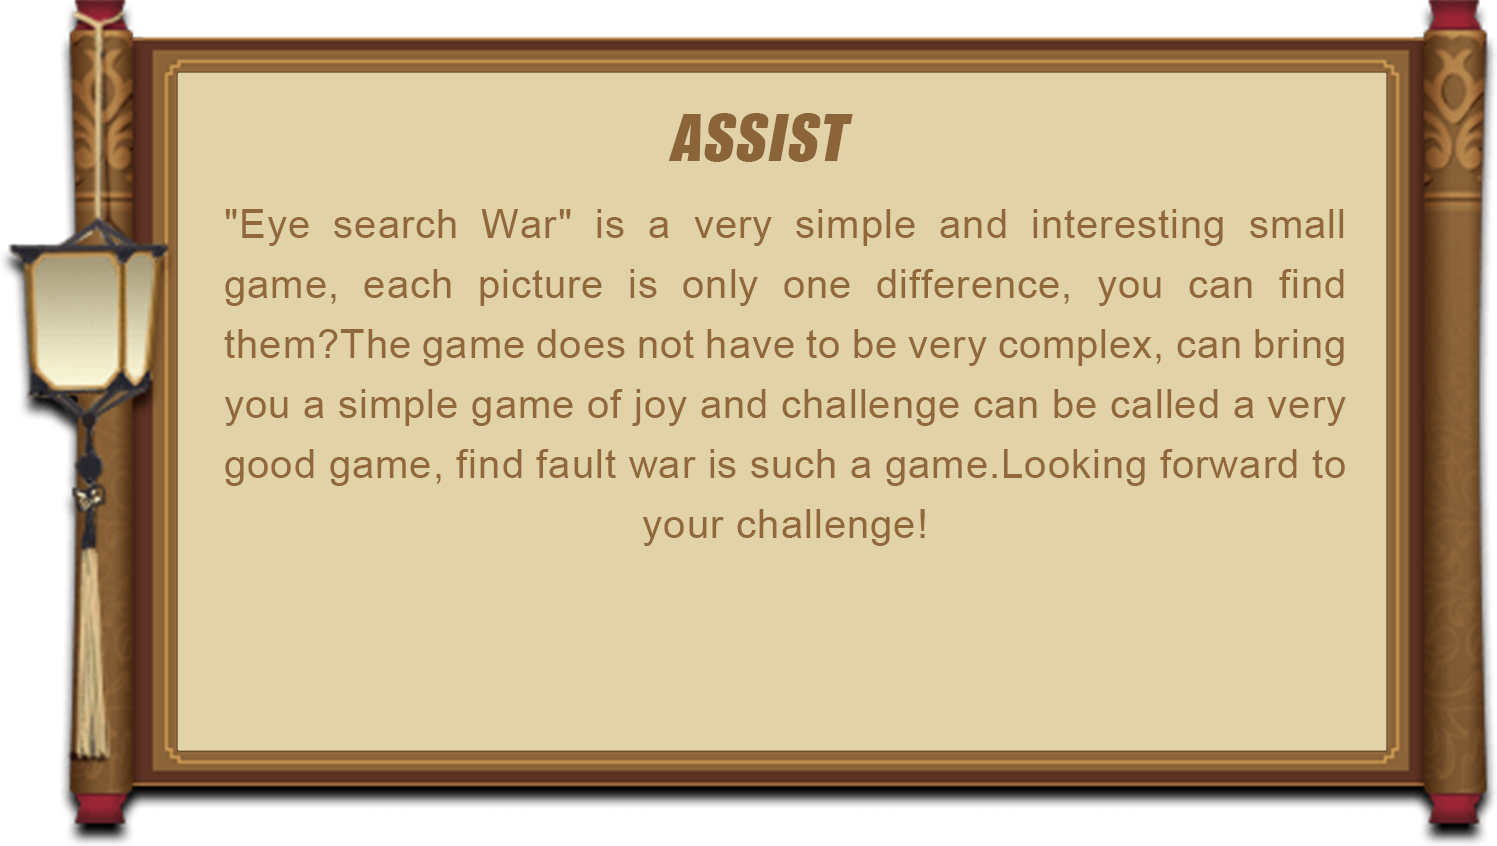 ASSIST
"Eye search War" is a very simple and interesting small
game, each picture is only one difference, you can find
them?The game does not have to be very complex, can bring
you a simple game of joy and challenge can be called a very
good game, find fault war is such a game.Looking forward to
your challenge!